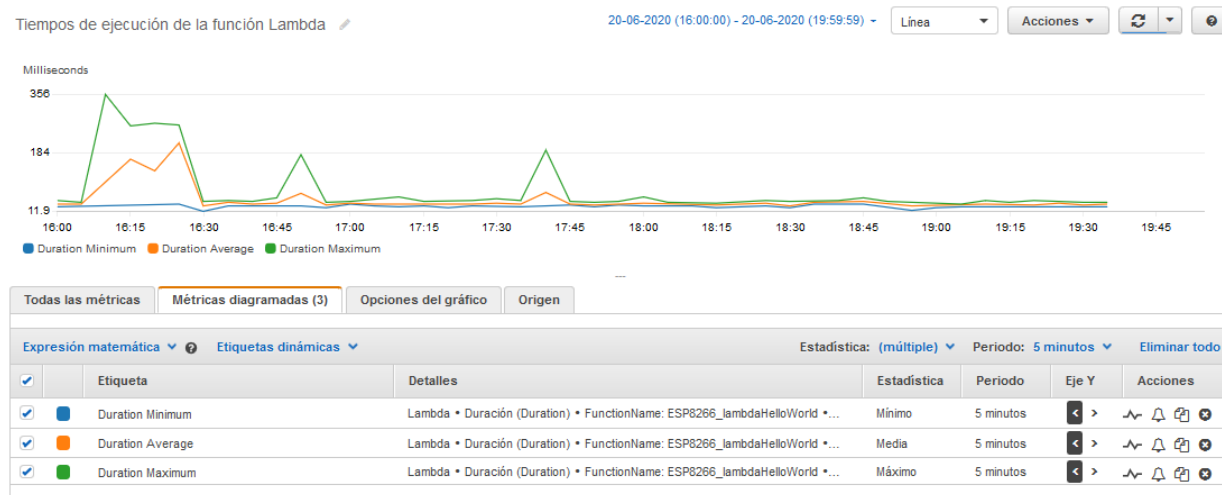 Tiempos de ejecución de la función Lambda
20-06-2020 (16:00:00) - 20-06-2020 (19:59:59)
Línea
Acciones
Milliseconds
356
184
11.9
16:00 16:15 16:30 16:45 17:00 17:15 17:30 17:45 18:00 18:15 18:30 18:45 19:00 19:15 19:30 19:45
Duration Minimum Duration Average Duration Maximum
Todas las métricas Métricas diagramadas (3) Opciones del gráfico Origen
Expresión matemática Etiquetas dinámicas Estadística: (múltiple) Periodo: 5 minutos Eliminar todo
Etiqueta Detalles Estadística Periodo Eje Y Acciones
Duration Minimum Lambda • Duración (Duration) • FunctionName: ESP8266_lambdaHelloWorld •... Mínimo 5 minutos < >
Duration Average Lambda • Duración (Duration) • FunctionName: ESP8266_lambdaHelloWorld •... Media 5 minutos < >
Duration Maximum Lambda • Duración (Duration) • FunctionName: ESP8266_lambdaHelloWorld •... Máximo 5 minutos < >